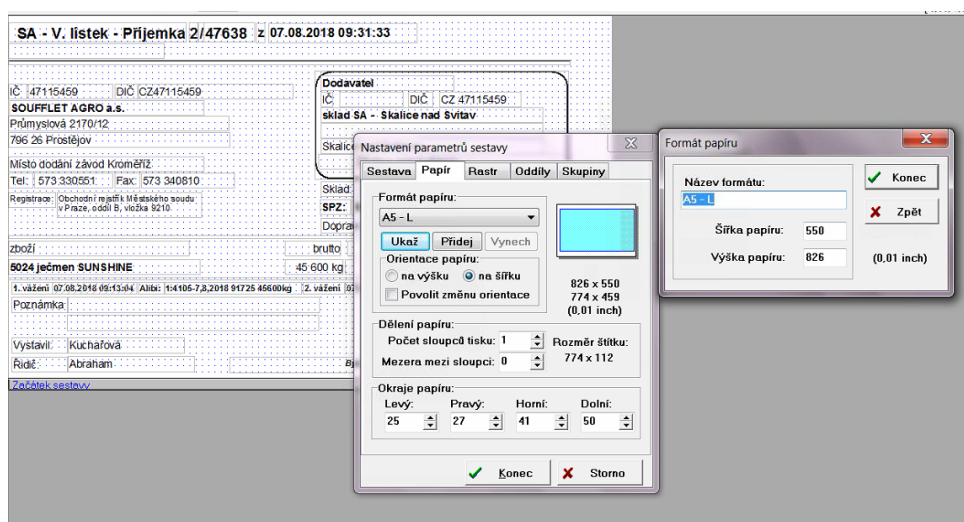 SA - V. lístek - Příjemka 2/47638 z 07.08.2018 09:31:33
IČ 47115459 DIČ CZ47115459
SOUFFLET AGRO a.s.
Průmyslová 2170/12
796 26 Prostějov
Místo dodání závod Kroměříž
Tel: 573 330551 Fax: 573 340810
Registrace: Obchodní rejstřík Městského soudu
v Praze, oddíl B, vložka 9210
Dodavatel
IČ DIČ CZ 47115459
sklad SA - Skalice nad Svitav
Skalice
Sklad:
SPZ:
Dopra
zboží brutto
5024 ječmen SUNSHINE 45 600 kg
1. vážení 07.08.2018 09:13:04 Alibi: 1:4105-7,8,2018 91725 45600kg 2. vážení
Poznámka
Vystavil: Kuchařová
Řidič: Abraham
Začátek sestavy
Nastavení parametrů sestavy
Sestava Papír Rastr Oddíly Skupiny
Formát papíru:
A5 - L
Ukaž Přidej Vynech
Orientace papíru:
na výšku na šířku
Povolit změnu orientace
826 x 550
774 x 459
(0,01 inch)
Dělení papíru:
Počet sloupců tisku: 1
Mezera mezi sloupci: 0
Rozměr štítku:
774 x 112
Okraje papíru:
Levý: Pravý: Horní: Dolní:
25 27 41 50
Konec Storno
Formát papíru
Název formátu:
A5 - L
Šířka papíru: 550
Výška papíru: 826
Konec
Zpět
(0,01 inch)